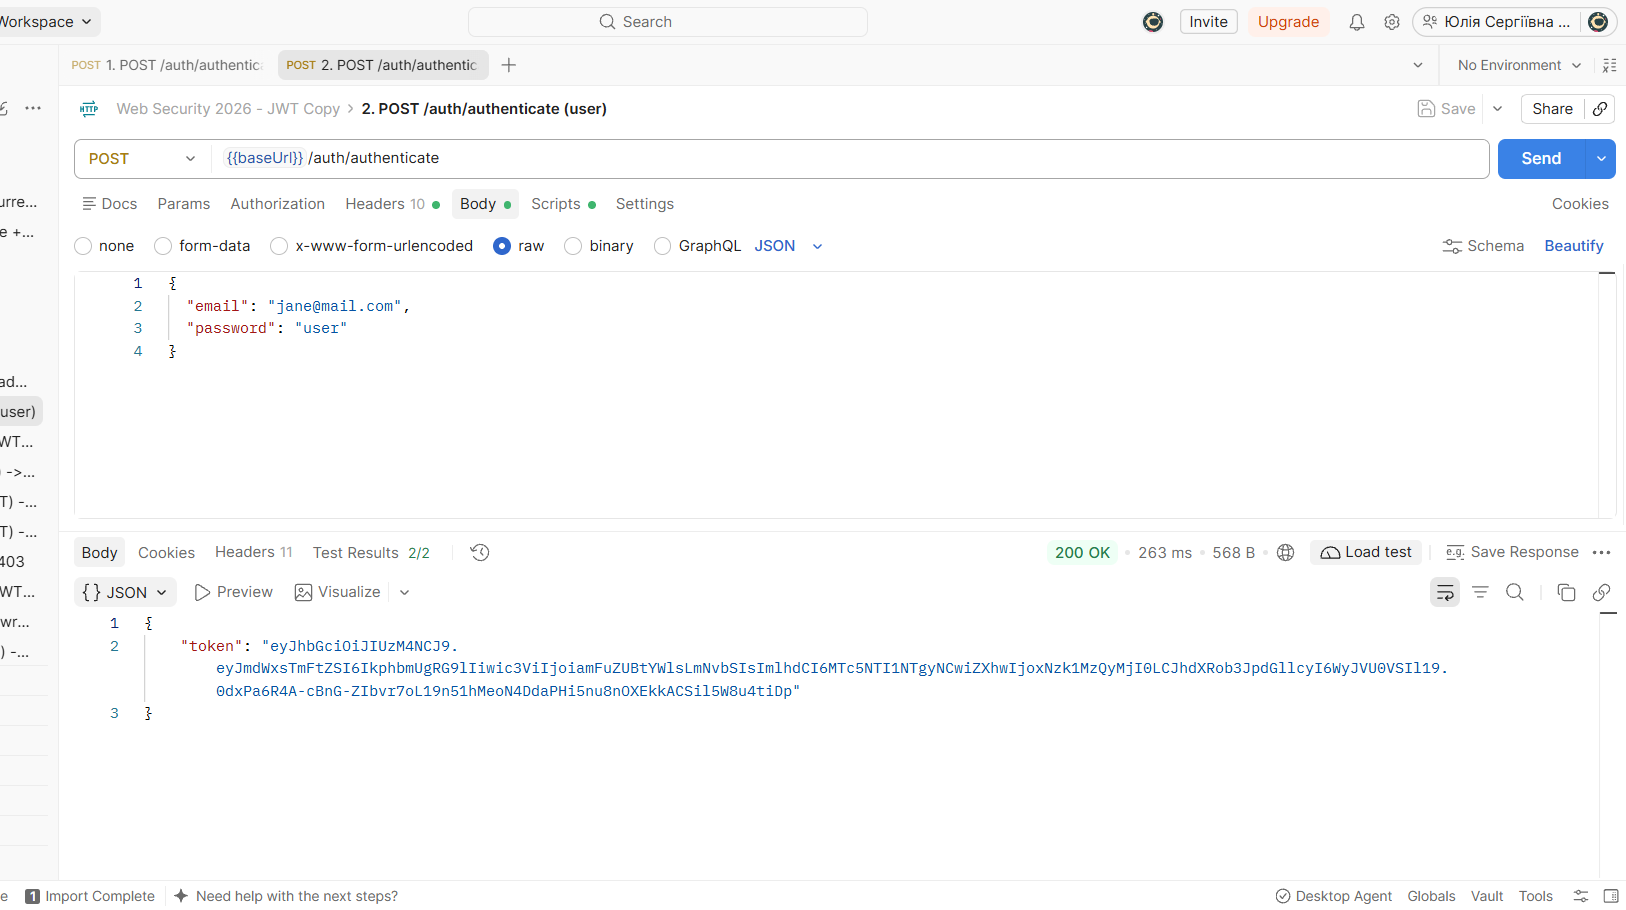 Workspace
Search
Invite
Upgrade
Юлія Сергіївна ...
POST 1. POST /auth/authentic
POST 2. POST /auth/authentic
No Environment
HTTP
Web Security 2026 - JWT Copy > 2. POST /auth/authenticate (user)
Save
Share
POST
{{baseUrl}} /auth/authenticate
Send
Docs Params Authorization Headers 10 Body Scripts Settings
Cookies
none form-data x-www-form-urlencoded raw binary GraphQL JSON
Schema Beautify
1 {
2 "email": "jane@mail.com",
3 "password": "user"
4 }
urre...
e +...
ad...
user)
WT...
) ->...
T) -...
T) -...
403
WT...
wr...
) -...
Body Cookies Headers 11 Test Results 2/2
200 OK 263 ms 568 B
Load test
e.g. Save Response
{} JSON Preview Visualize
1 {
2 "token": "eyJhbGciOiJIUzM4NCJ9.
eyJmdWxsTmFtZSI6IkphbmUgRG9lIiwic3ViIjoiamFuZUBtYWlsLmNvbSIsImlhdCI6MTc5NTI1NTgyNCwiZXhwIjoxNzk1MzQyMjI0LCJhdXRob3JpdGllcyI6WyJVU0VSIl19.
0dxPa6R4A-cBnG-ZIbvr7oL19n51hMeoN4DdaPHi5nu8nOXEkkACSil5W8u4tiDp"
3 }
e
1 Import Complete
Need help with the next steps?
Desktop Agent Globals Vault Tools